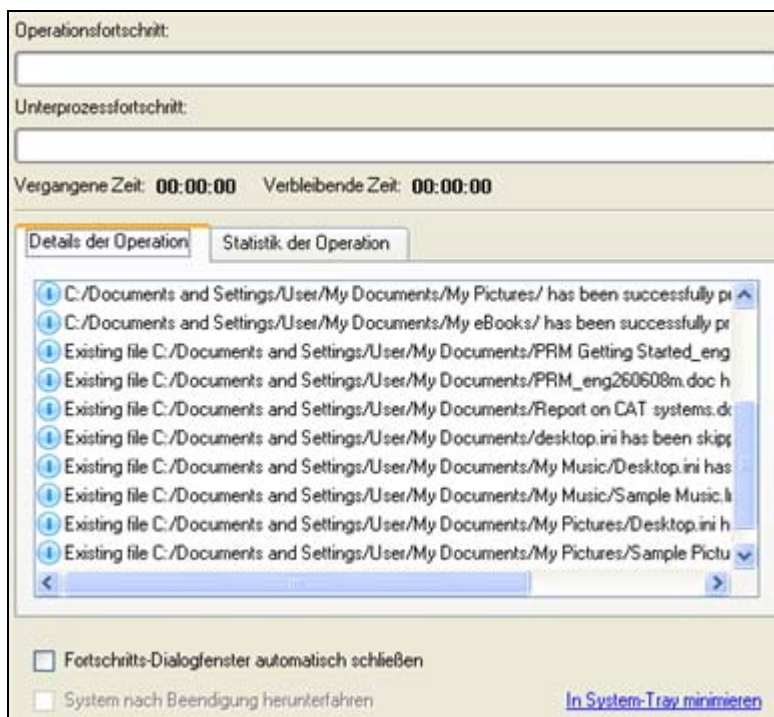 Operationsfortschritt:
Unterprozessfortschritt:
Vergangene Zeit: 00:00:00 Verbleibende Zeit: 00:00:00
Details der Operation Statistik der Operation
C:/Documents and Settings/User/My Documents/My Pictures/ has been successfully
C:/Documents and Settings/User/My Documents/My eBooks/ has been successfully pr
Existing file C:/Documents and Settings/User/My Documents/PRM Getting Started_eng
Existing file C:/Documents and Settings/User/My Documents/PRM_eng260608m.doc h
Existing file C:/Documents and Settings/User/My Documents/Report on CAT systems.do
Existing file C:/Documents and Settings/User/My Documents/desktop.ini has been skipp
Existing file C:/Documents and Settings/User/My Documents/My Music/Desktop.ini has
Existing file C:/Documents and Settings/User/My Documents/My Music/Sample Music.l
Existing file C:/Documents and Settings/User/My Documents/My Pictures/Desktop.ini h
Existing file C:/Documents and Settings/User/My Documents/My Pictures/Sample Pictu
Fortschritts-Dialogfenster automatisch schließen
System nach Beendigung herunterfahren In System-Tray minimieren